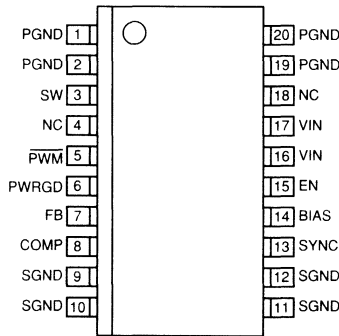 PGND 1 20 PGND
PGND 2 19 PGND
SW 3 18 NC
NC 4 17 VIN
PWM 5 16 VIN
PWRGD 6 15 EN
FB 7 14 BIAS
COMP 8 13 SYNC
SGND 9 12 SGND
SGND 10 11 SGND